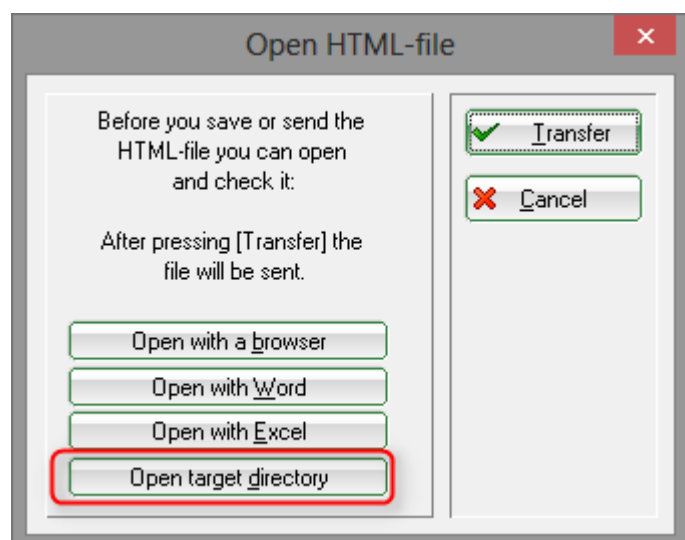 Open HTML-file
Before you save or send the
HTML-file you can open
and check it:
After pressing [Transfer] the
file will be sent.
Open with a browser
Open with Word
Open with Excel
Open target directory
Transfer
Cancel